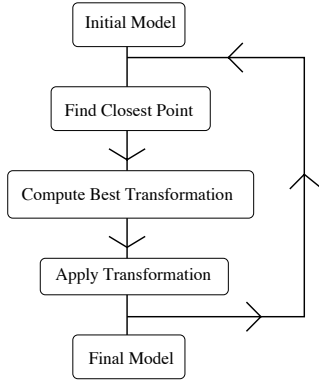 Initial Model
Find Closest Point
Compute Best Transformation
Apply Transformation
Final Model